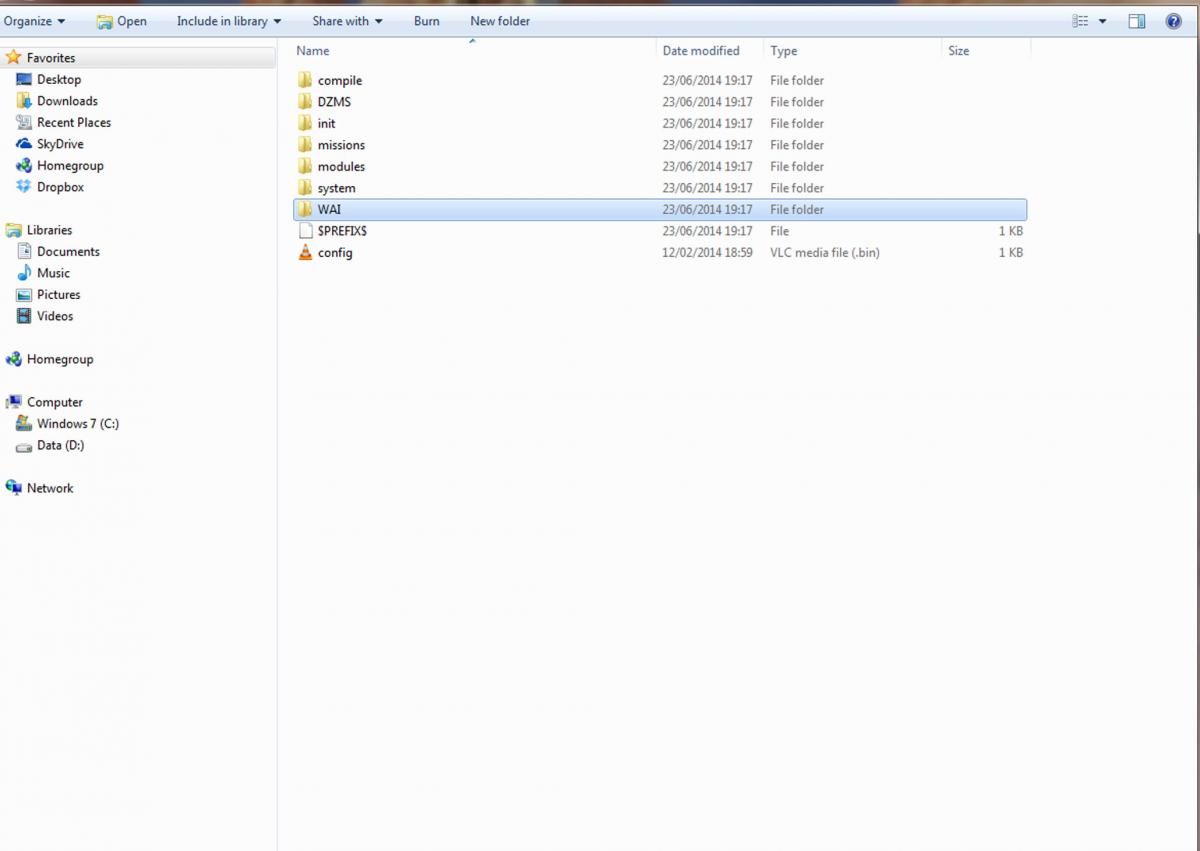 Organize Open Include in library Share with Burn New folder
Favorites
Desktop
Downloads
Recent Places
SkyDrive
Homegroup
Dropbox
Libraries
Documents
Music
Pictures
Videos
Homegroup
Computer
Windows 7 (C:)
Data (D:)
Network
Name Date modified Type Size
compile 23/06/2014 19:17 File folder
DZMS 23/06/2014 19:17 File folder
init 23/06/2014 19:17 File folder
missions 23/06/2014 19:17 File folder
modules 23/06/2014 19:17 File folder
system 23/06/2014 19:17 File folder
WAI 23/06/2014 19:17 File folder
$PREFIX$ 23/06/2014 19:17 File 1 KB
config 12/02/2014 18:59 VLC media file (.bin) 1 KB